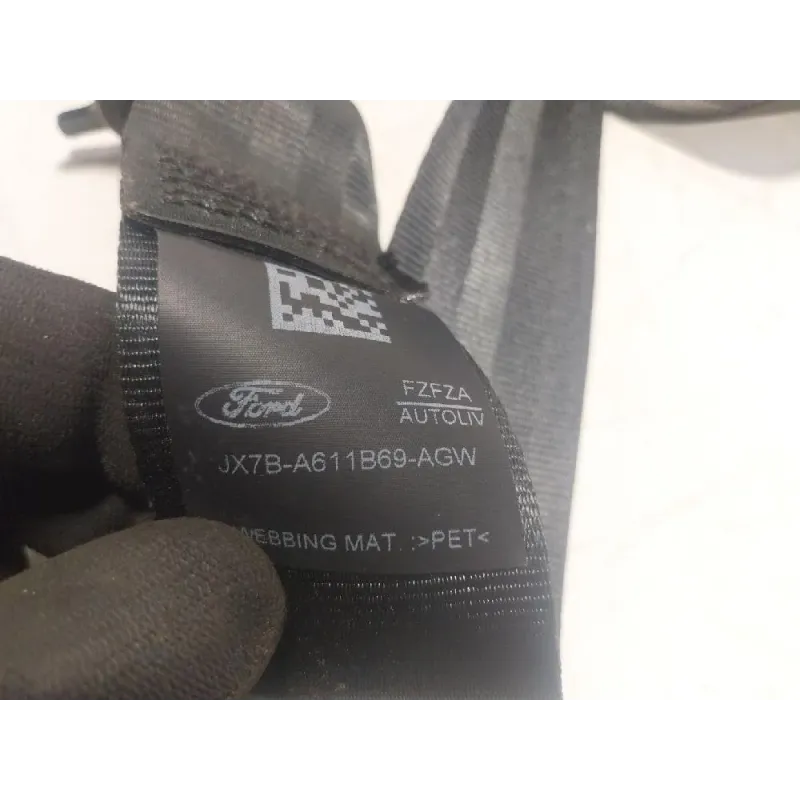 Ford
FZFZA
AUTOLIV
JX7B-A611B69-AGW
WEBBING MAT. :>PET<